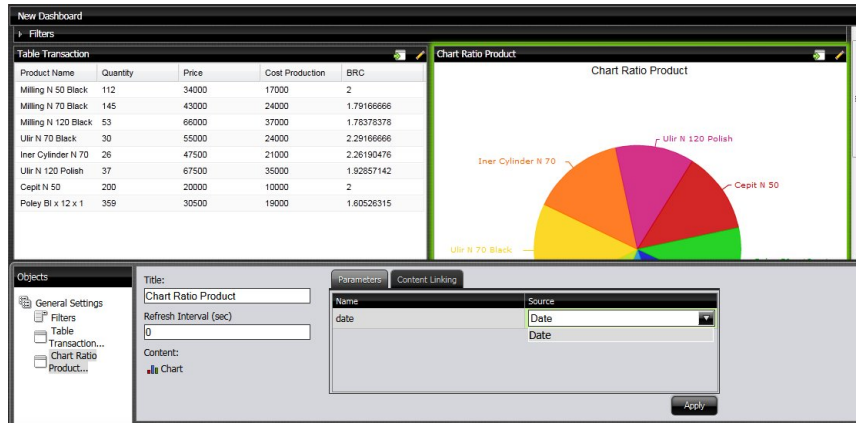 New Dashboard
Filters
Table Transaction
Product Name Quantity Price Cost Production BRC
Milling N 50 Black 112 34000 17000 2
Milling N 70 Black 145 43000 24000 1.79166666
Milling N 120 Black 53 66000 37000 1.78378378
Ulir N 70 Black 30 55000 24000 2.29166666
Iner Cylinder N 70 26 47500 21000 2.26190476
Ulir N 120 Polish 37 67500 35000 1.92857142
Cepit N 50 200 20000 10000 2
Poley Bl x 12 x 1 359 30500 19000 1.60526315
Chart Ratio Product
Chart Ratio Product
Ulir N 120 Polish
Iner Cylinder N 70
Cepit N 50
Ulir N 70 Black
Objects
General Settings
Filters
Table
Transaction...
Chart Ratio
Product...
Title:
Chart Ratio Product
Refresh Interval (sec)
0
Content:
Chart
Parameters Content Linking
Name Source
date Date
Date
Apply